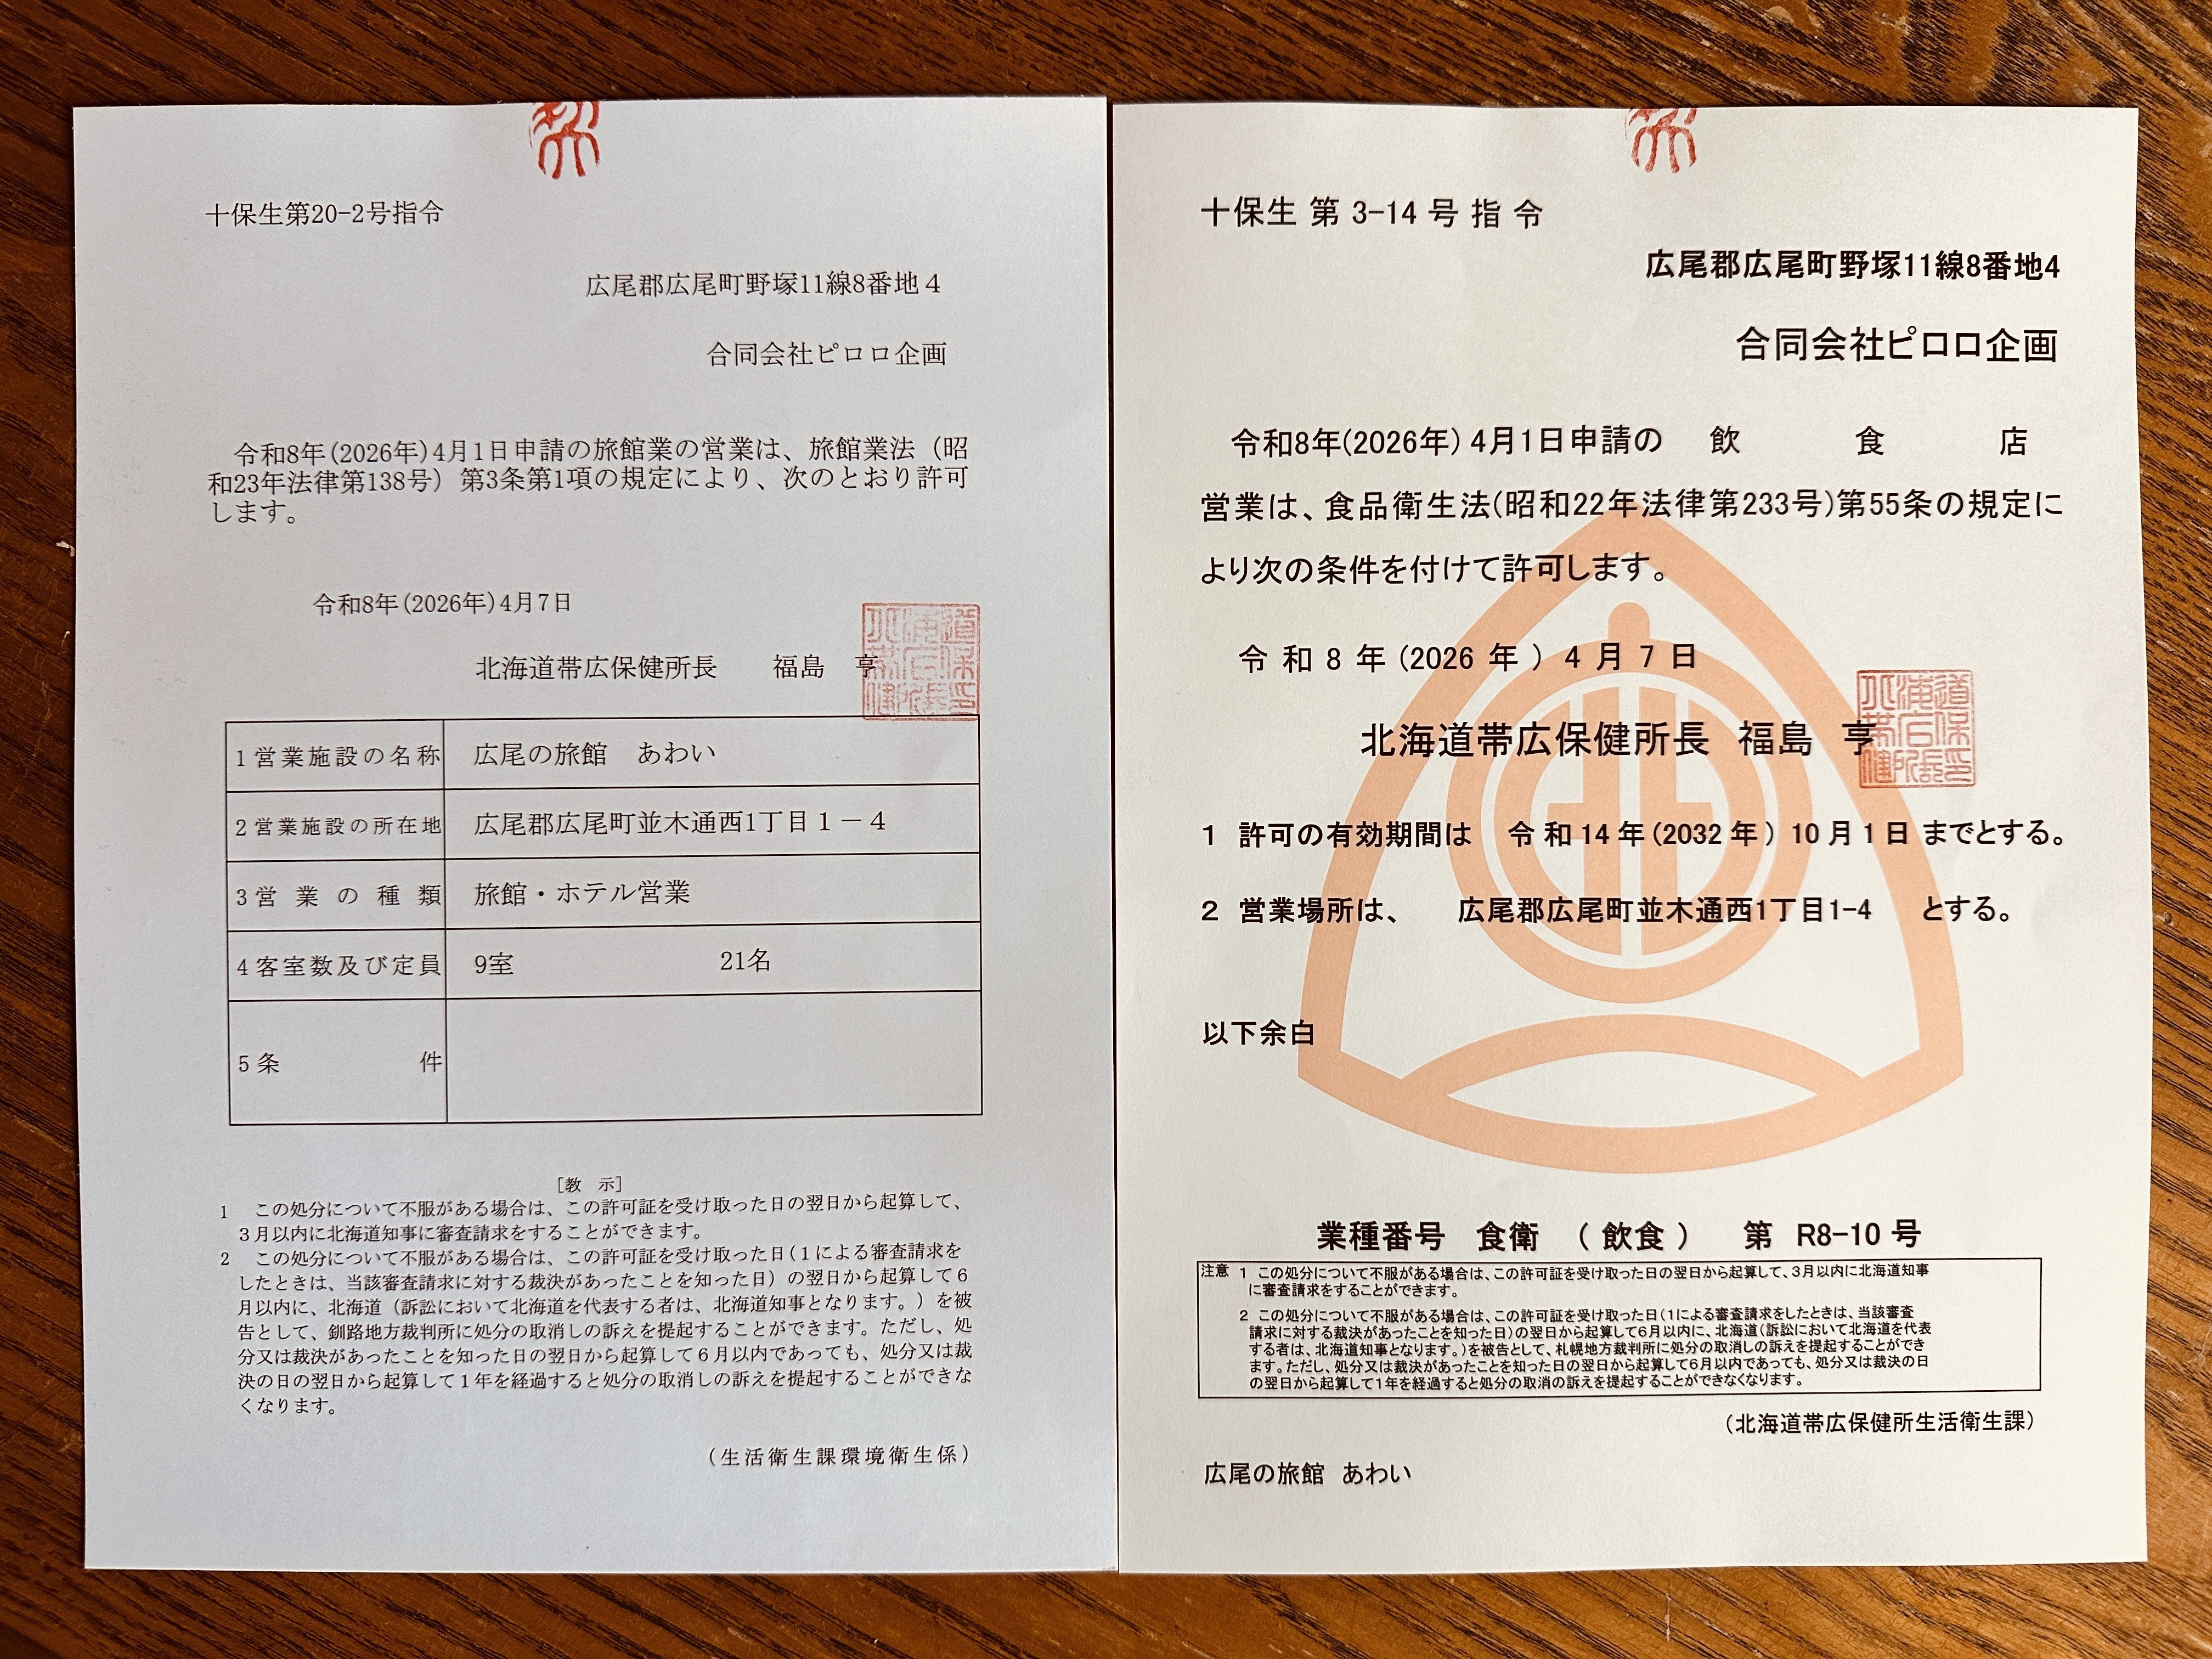 十保生第20-2号指令
広尾郡広尾町野塚11線8番地４
合同会社ピロロ企画
令和8年(2026年)4月1日申請の旅館業の営業は、旅館業法（昭
和23年法律第138号）第3条第1項の規定により、次のとおり許可
します。
令和8年(2026年)4月7日
北海道帯広保健所長　福島　亨
北海道帯広保健所長印
1営業施設の名称　広尾の旅館　あわい
2営業施設の所在地　広尾郡広尾町並木通西1丁目１－４
3営業の種類　旅館・ホテル営業
4客室数及び定員　9室　21名
5条件
［教　示］
1　この処分について不服がある場合は、この許可証を受け取った日の翌日から起算して、
３月以内に北海道知事に審査請求をすることができます。
2　この処分について不服がある場合は、この許可証を受け取った日(１による審査請求を
したときは、当該審査請求に対する裁決があったことを知った日）の翌日から起算して６
月以内に、北海道（訴訟において北海道を代表する者は、北海道知事となります。）を被
告として、釧路地方裁判所に処分の取消しの訴えを提起することができます。ただし、処
分又は裁決があったことを知った日の翌日から起算して６月以内であっても、処分又は裁
決の日の翌日から起算して１年を経過すると処分の取消しの訴えを提起することができな
くなります。
（生活衛生課環境衛生係）
十保生 第 3-14 号 指 令
広尾郡広尾町野塚11線8番地4
合同会社ピロロ企画
令和8年(2026年)4月1日申請の　飲　食　店
営業は、食品衛生法(昭和22年法律第233号)第55条の規定に
より次の条件を付けて許可します。
令 和 8 年 (2026 年 ) 4 月 7 日
北海道帯広保健所長　福島　亨
北海道帯広保健所長印
1　許可の有効期間は　令 和 14 年 (2032 年 ) 10 月 1 日 までとする。
2　営業場所は、　広尾郡広尾町並木通西1丁目1-4　とする。
以下余白
業種番号　食衛　（ 飲食 ）　第　R8-10 号
注意　1　この処分について不服がある場合は、この許可証を受け取った日の翌日から起算して、3月以内に北海道知事
に審査請求をすることができます。
2　この処分について不服がある場合は、この許可証を受け取った日(1による審査請求をしたときは、当該審査
請求に対する裁決があったことを知った日)の翌日から起算して6月以内に、北海道(訴訟において北海道を代表
する者は、北海道知事となります。)を被告として、札幌地方裁判所に処分の取消しの訴えを提起することができ
ます。ただし、処分又は裁決があったことを知った日の翌日から起算して6月以内であっても、処分又は裁決の日
の翌日から起算して1年を経過すると処分の取消の訴えを提起することができなくなります。
（北海道帯広保健所生活衛生課）
広尾の旅館　あわい